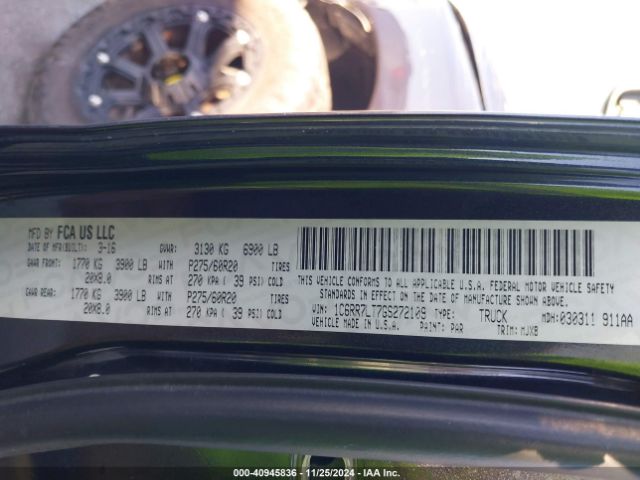 MFD BY FCA US LLC
DATE OF MFR(BUILT): 3-16 GVWR: 3130 KG 6900 LB
GAWR FRONT: 1770 KG 3900 LB WITH P275/60R20 TIRES
20X8.0 RIMS AT 270 KPA ( 39 PSI) COLD
GAWR REAR: 1770 KG 3900 LB WITH P275/60R20 TIRES
20X8.0 RIMS AT 270 KPA ( 39 PSI) COLD
THIS VEHICLE CONFORMS TO ALL APPLICABLE U.S.A. FEDERAL MOTOR VEHICLE SAFETY
STANDARDS IN EFFECT ON THE DATE OF MANUFACTURE SHOWN ABOVE.
VIN: 1C6RR7LT7GS272109 TYPE: TRUCK MDH:030311 911AA
VEHICLE MADE IN U.S.A. PAINT: PAR TRIM: MJXB
000-40945836 | 11/25/2024 | IAA Inc.